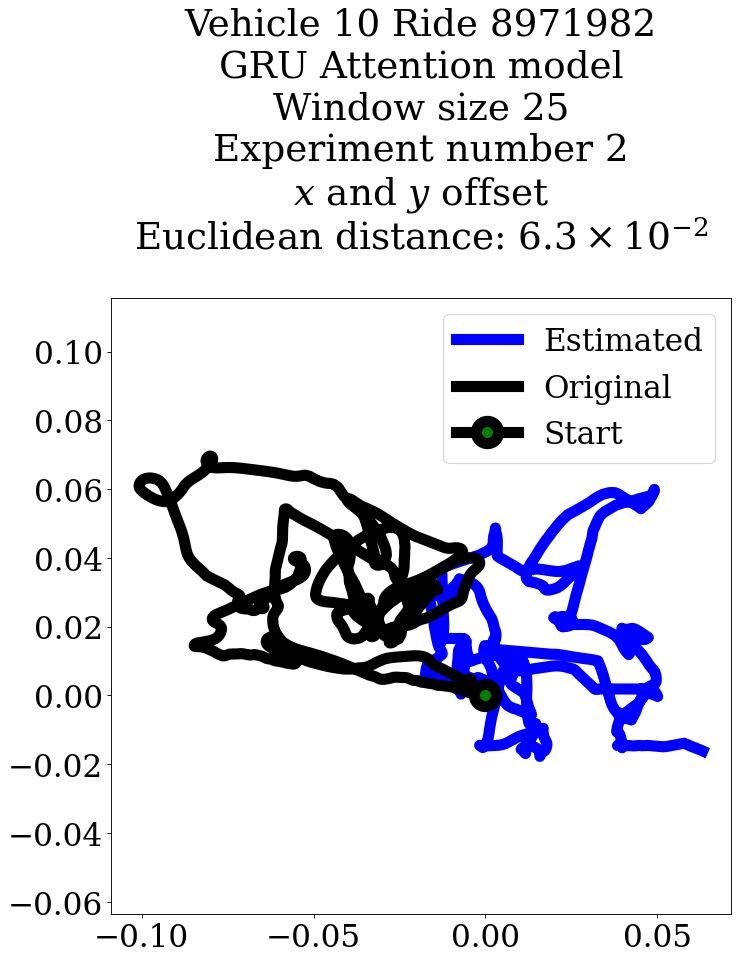 Vehicle 10 Ride 8971982
GRU Attention model
Window size 25
Experiment number 2
x and y offset
Euclidean distance: 6.3 × 10⁻²
Estimated
Original
Start
0.10
0.08
0.06
0.04
0.02
0.00
−0.02
−0.04
−0.06
−0.10 −0.05 0.00 0.05